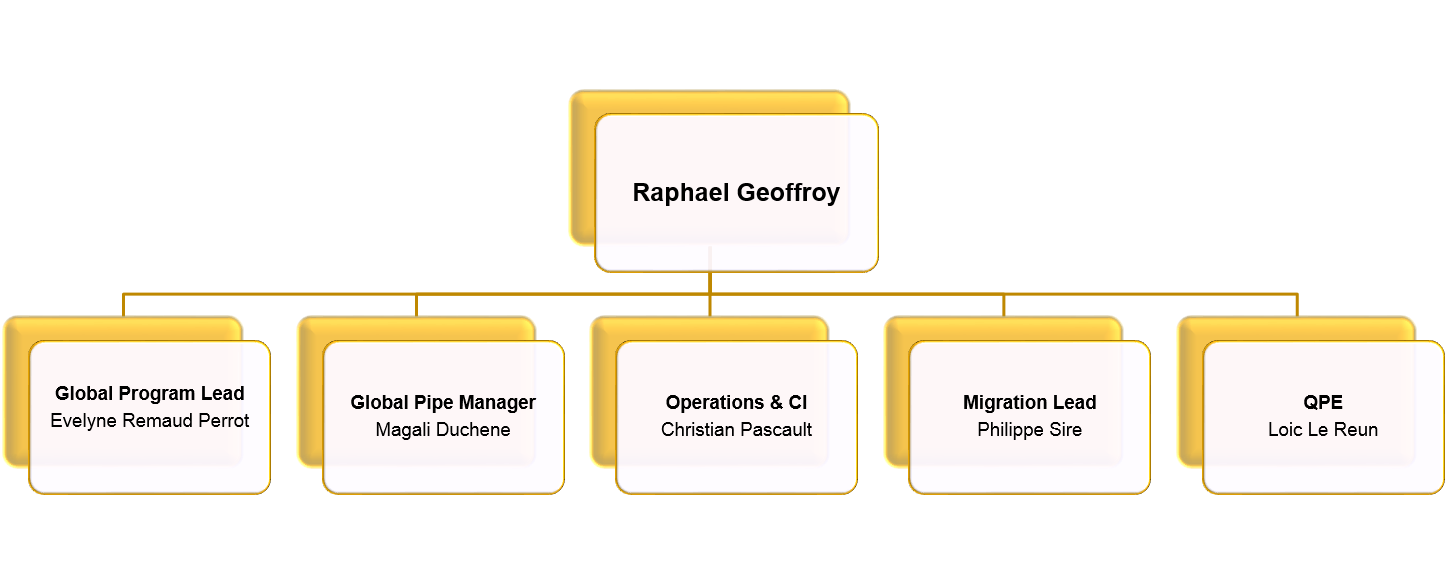 Raphael Geoffroy
Global Program Lead
Evelyne Remaud Perrot
Global Pipe Manager
Magali Duchene
Operations & CI
Christian Pascault
Migration Lead
Philippe Sire
QPE
Loic Le Reun